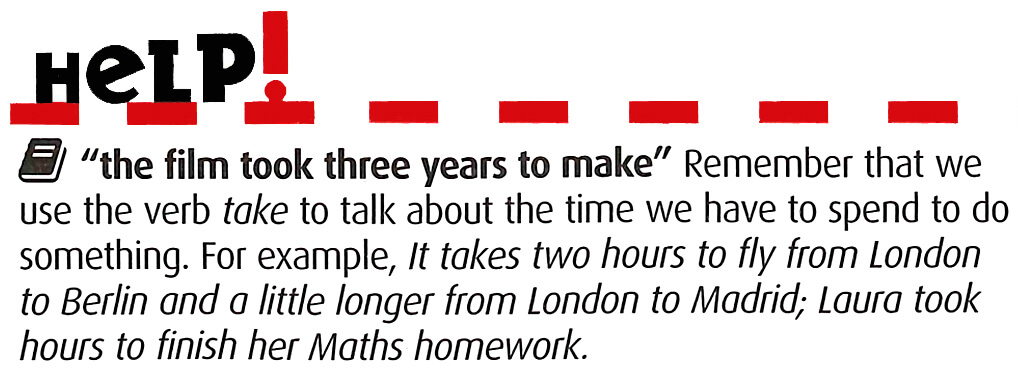 HeLP!
“the film took three years to make” Remember that we
use the verb take to talk about the time we have to spend to do
something. For example, It takes two hours to fly from London
to Berlin and a little longer from London to Madrid; Laura took
hours to finish her Maths homework.